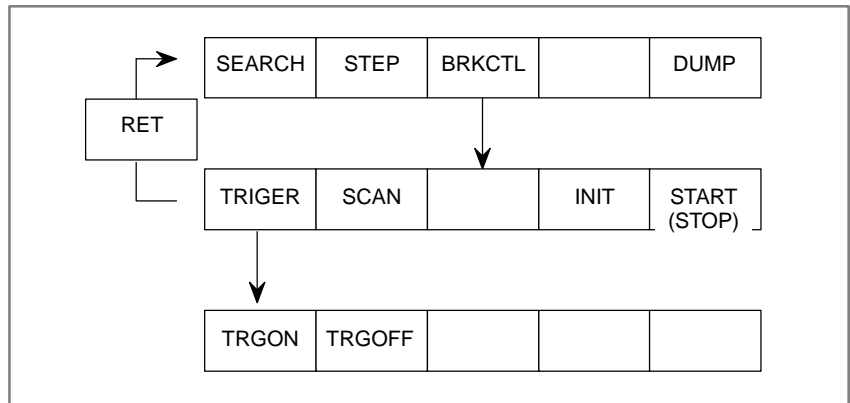 SEARCH STEP BRKCTL DUMP
RET
TRIGER SCAN INIT START
(STOP)
TRGON TRGOFF